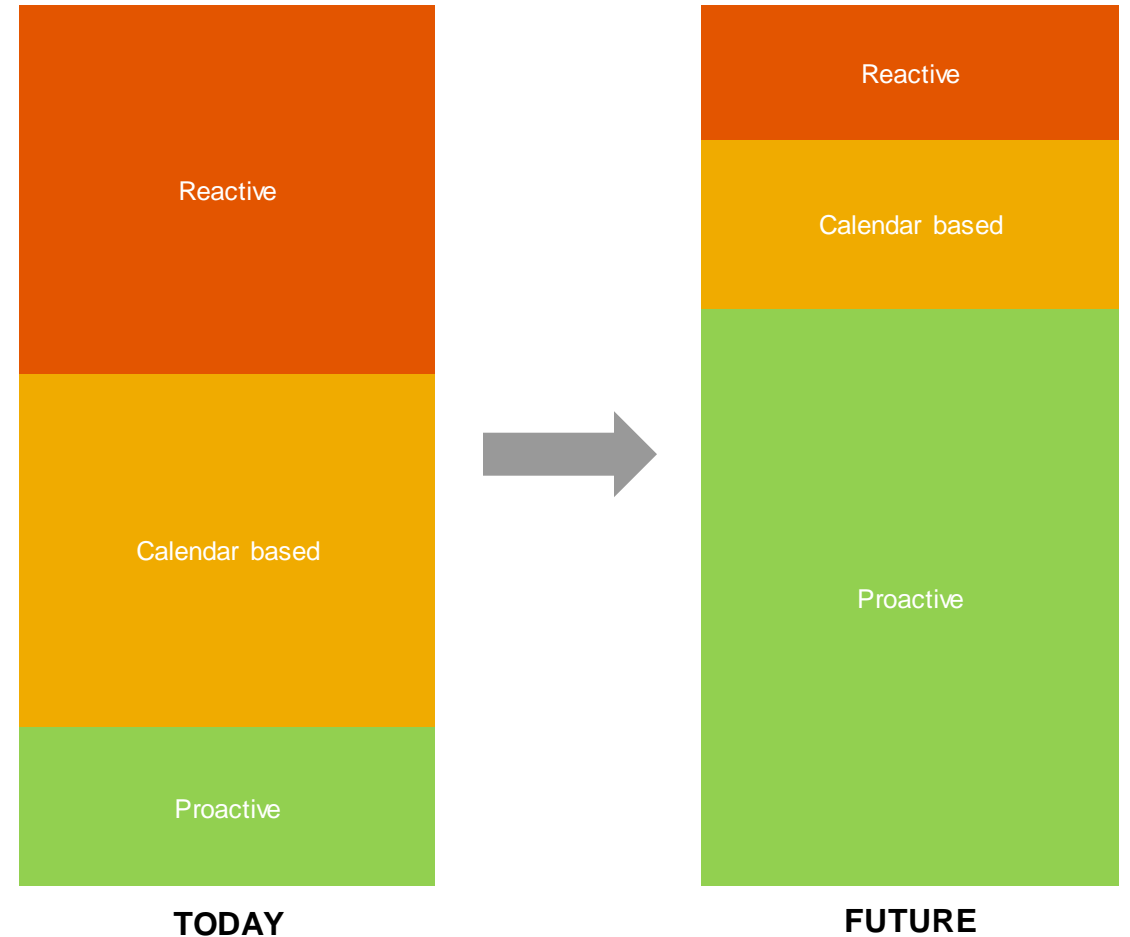 Reactive
Calendar based
Proactive
TODAY
Reactive
Calendar based
Proactive
FUTURE